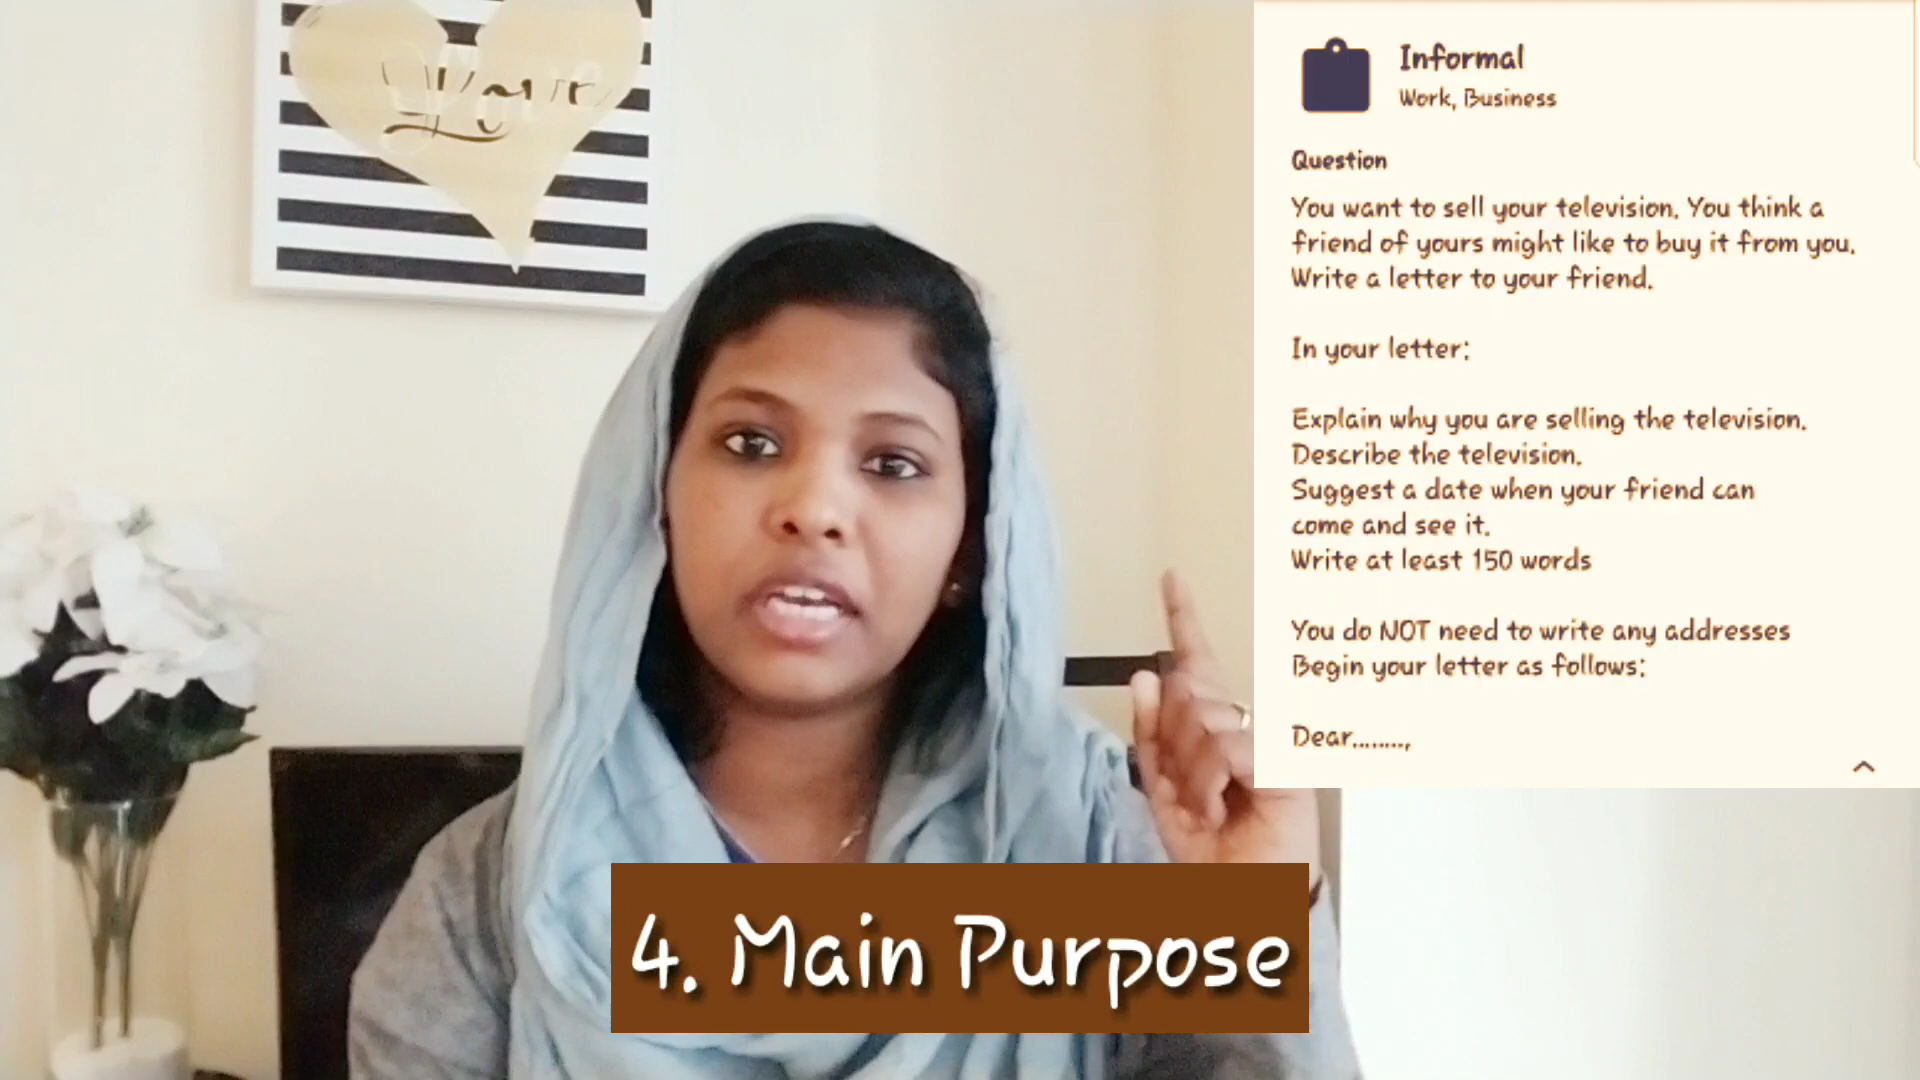 Love
Informal
Work, Business
Question
You want to sell your television. You think a
friend of yours might like to buy it from you.
Write a letter to your friend.
In your letter:
Explain why you are selling the television.
Describe the television.
Suggest a date when your friend can
come and see it.
Write at least 150 words
You do NOT need to write any addresses
Begin your letter as follows:
Dear........,
4. Main Purpose